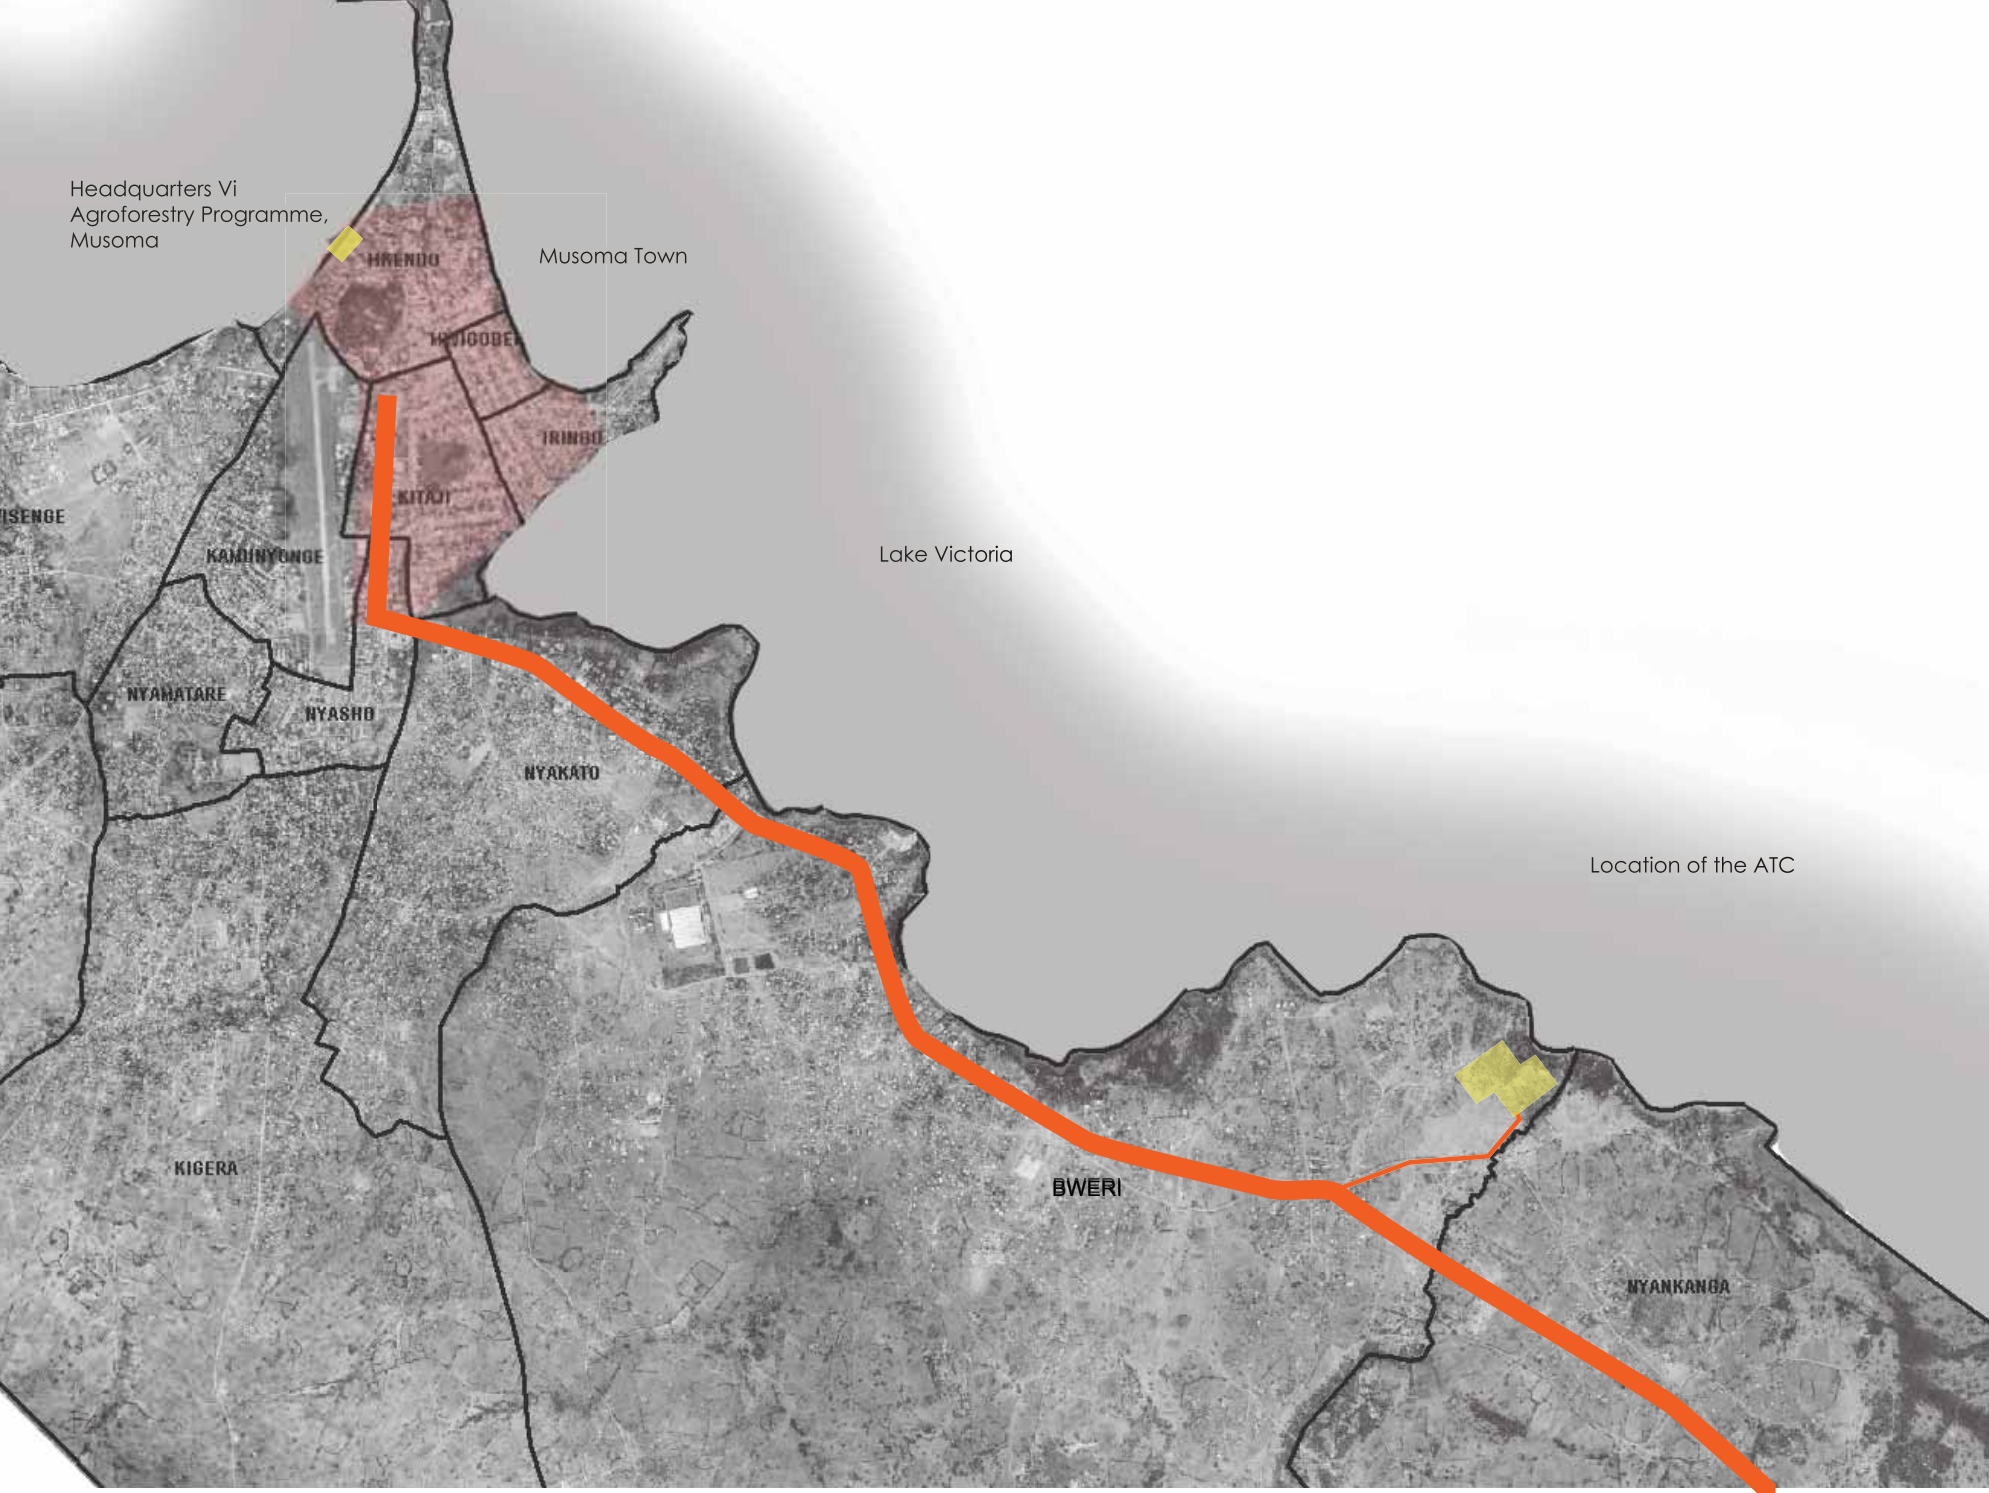 Headquarters Vi
Agroforestry Programme,
Musoma
Musoma Town
IRINGO
KITAJI
KAMUNYONGE
Lake Victoria
NYAMATARE
NYASHO
NYAKATO
Location of the ATC
KIGERA
BWERI
NYANKANGA